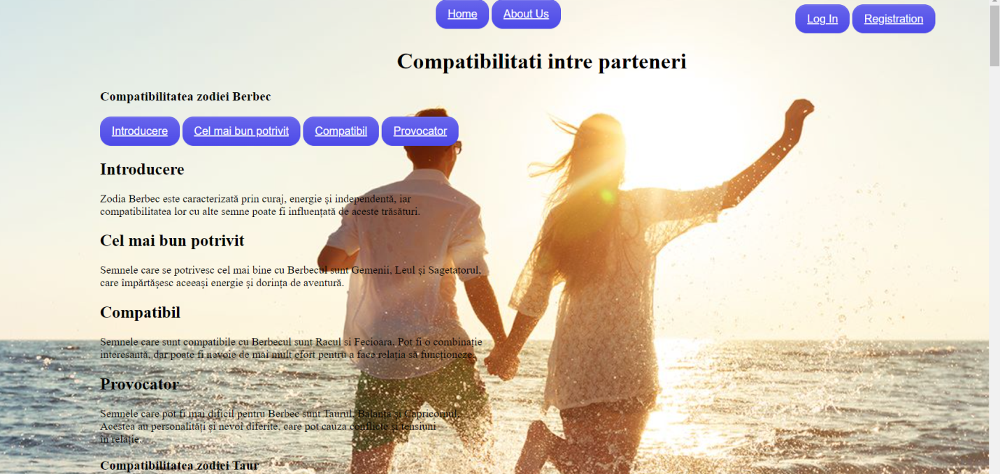 Home About Us
Log In Registration
Compatibilitati intre parteneri
Compatibilitatea zodiei Berbec
Introducere Cel mai bun potrivit Compatibil Provocator
Introducere
Zodia Berbec este caracterizată prin curaj, energie și independentă, iar
compatibilitatea lor cu alte semne poate fi influențată de aceste trăsături.
Cel mai bun potrivit
Semnele care se potrivesc cel mai bine cu Berbecul sunt Gemenii, Leul și Sagetatorul,
care împărtășesc aceeași energie și dorința de aventură.
Compatibil
Semnele care sunt compatibile cu Berbecul sunt Racul si Fecioara. Pot fi o combinație
interesantă, dar poate fi nevoie de mai mult efort pentru a face relația să funcționeze.
Provocator
Semnele care pot fi mai dificil pentru Berbec sunt Taurul, Balanța și Capricornul.
Acestea au personalități și nevoi diferite, care pot cauza conflicte și tensiuni
în relație.
Compatibilitatea zodiei Taur